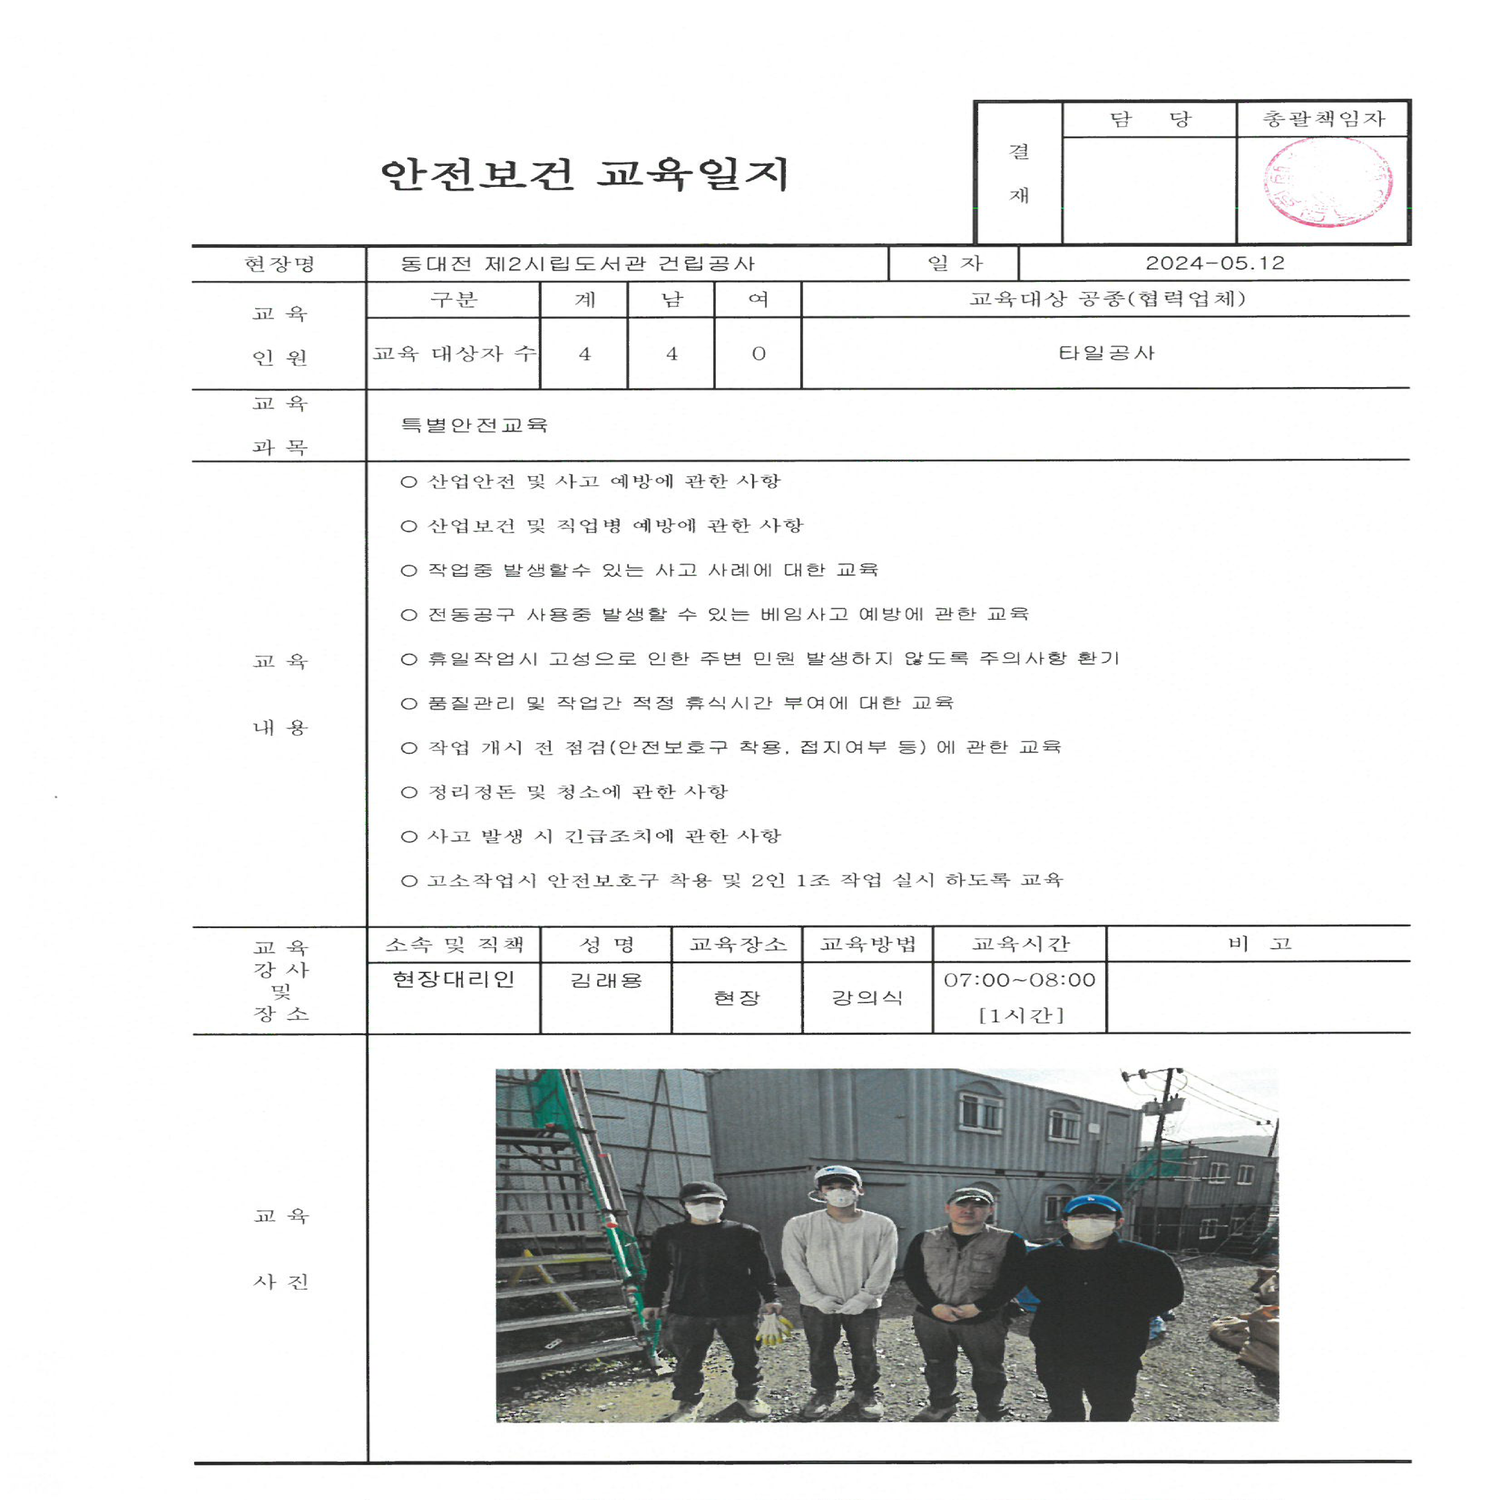 담 당
총괄책임자
결
재
안전보건 교육일지
현장명
동대전 제2시립도서관 건립공사
일 자
2024-05.12
교 육
인 원
구분
계
남
여
교육대상 공종(협력업체)
교육 대상자 수
4
4
0
타일공사
교 육
과 목
특별안전교육
교 육
내 용
○ 산업안전 및 사고 예방에 관한 사항
○ 산업보건 및 직업병 예방에 관한 사항
○ 작업중 발생할수 있는 사고 사례에 대한 교육
○ 전동공구 사용중 발생할 수 있는 베임사고 예방에 관한 교육
○ 휴일작업시 고성으로 인한 주변 민원 발생하지 않도록 주의사항 환기
○ 품질관리 및 작업간 적정 휴식시간 부여에 대한 교육
○ 작업 개시 전 점검(안전보호구 착용, 접지여부 등) 에 관한 교육
○ 정리정돈 및 청소에 관한 사항
○ 사고 발생 시 긴급조치에 관한 사항
○ 고소작업시 안전보호구 착용 및 2인 1조 작업 실시 하도록 교육
교 육
강 사
및
장 소
소속 및 직책
성 명
교육장소
교육방법
교육시간
비 고
현장대리인
김래용
현장
강의식
07:00~08:00
[1시간]
교 육
사 진